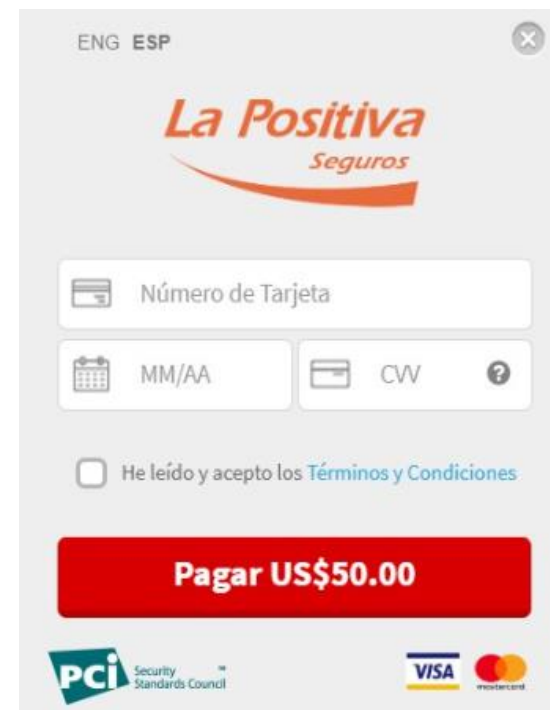 ENG ESP
La Positiva
Seguros
Número de Tarjeta
MM/AA CVV ?
He leído y acepto los Términos y Condiciones
Pagar US$50.00
PCi Security ™
Standards Council
VISA
mastercard